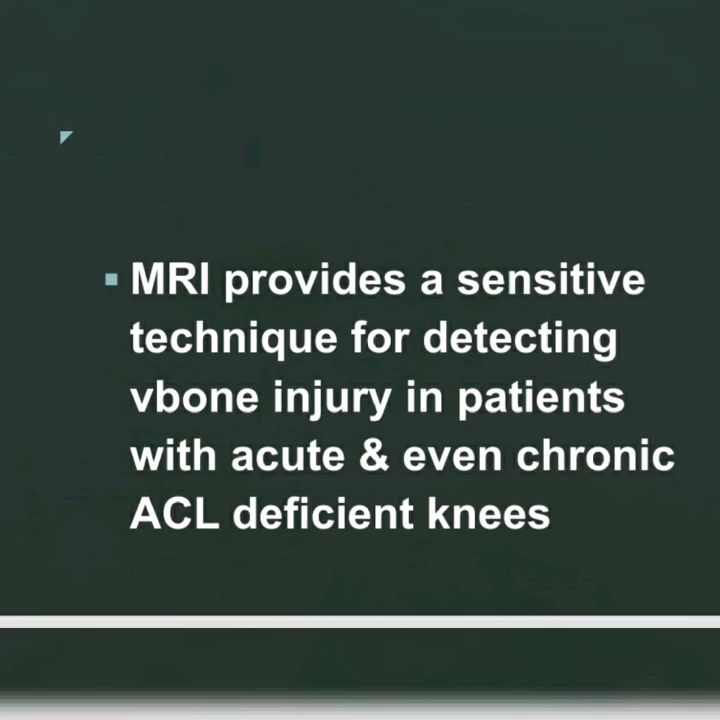 MRI provides a sensitive
technique for detecting
vbone injury in patients
with acute & even chronic
ACL deficient knees